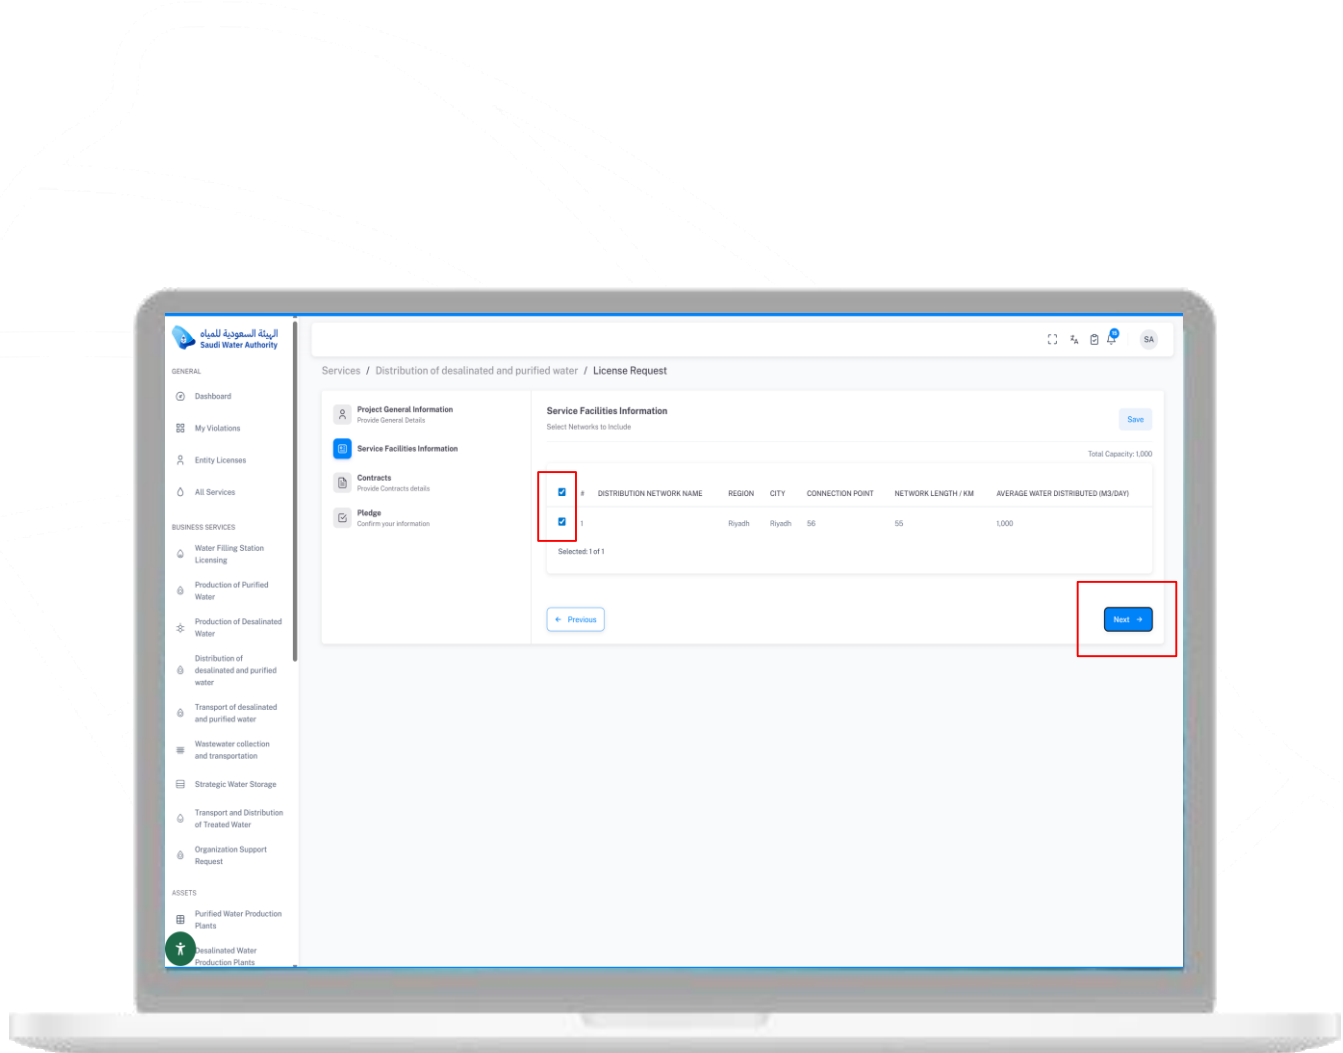 الهيئة السعودية للمياه
Saudi Water Authority
GENERAL
Dashboard
My Violations
Entity Licenses
All Services
BUSINESS SERVICES
Water Filling Station
Licensing
Production of Purified
Water
Production of Desalinated
Water
Distribution of
desalinated and purified
water
Transport of desalinated
and purified water
Wastewater collection
and transportation
Strategic Water Storage
Transport and Distribution
of Treated Water
Organization Support
Request
ASSETS
Purified Water Production
Plants
Desalinated Water
Production Plants
SA
Services / Distribution of desalinated and purified water / License Request
Project General Information
Provide General Details
Service Facilities Information
Contracts
Provide Contracts details
Pledge
Confirm your information
Service Facilities Information
Select Networks to Include
Save
Total Capacity: 1,000
# DISTRIBUTION NETWORK NAME REGION CITY CONNECTION POINT NETWORK LENGTH / KM AVERAGE WATER DISTRIBUTED (M3/DAY)
1 Riyadh Riyadh 56 55 1,000
Selected: 1 of 1
← Previous
Next →